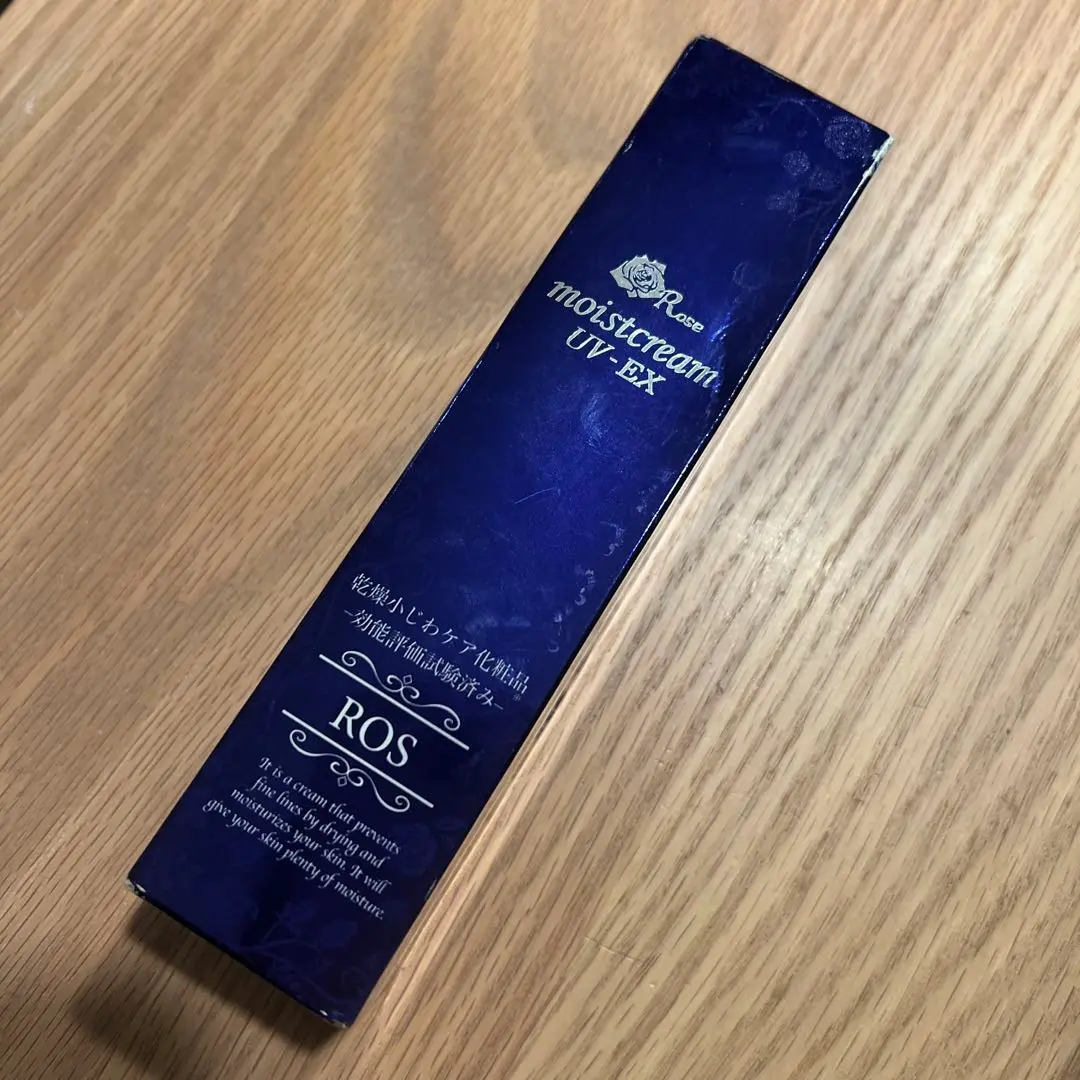 Rose
moistcream
UV-EX
乾燥小じわケア化粧品※
–効能評価試験済み–
ROS
It is a cream that prevents
fine lines by drying and
moisturizes your skin. It will
give your skin plenty of moisture.